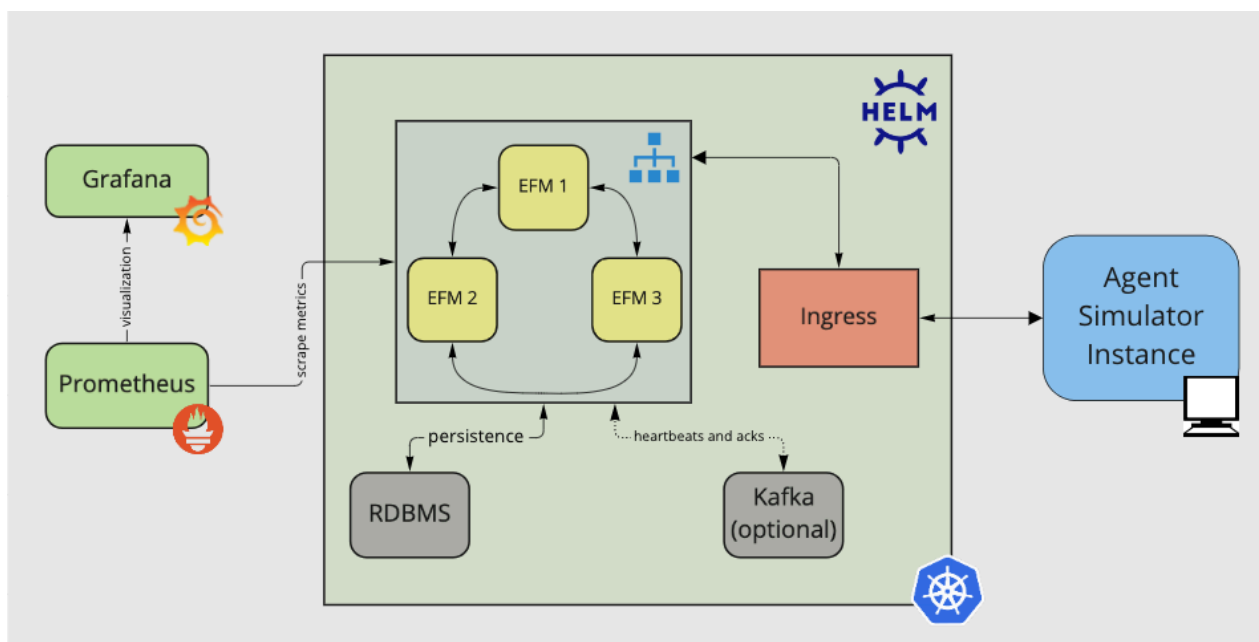 HELM
Grafana
EFM 1
visualization
scrape metrics
EFM 2
EFM 3
Ingress
Agent
Simulator
Instance
Prometheus
persistence
heartbeats and acks
RDBMS
Kafka
(optional)